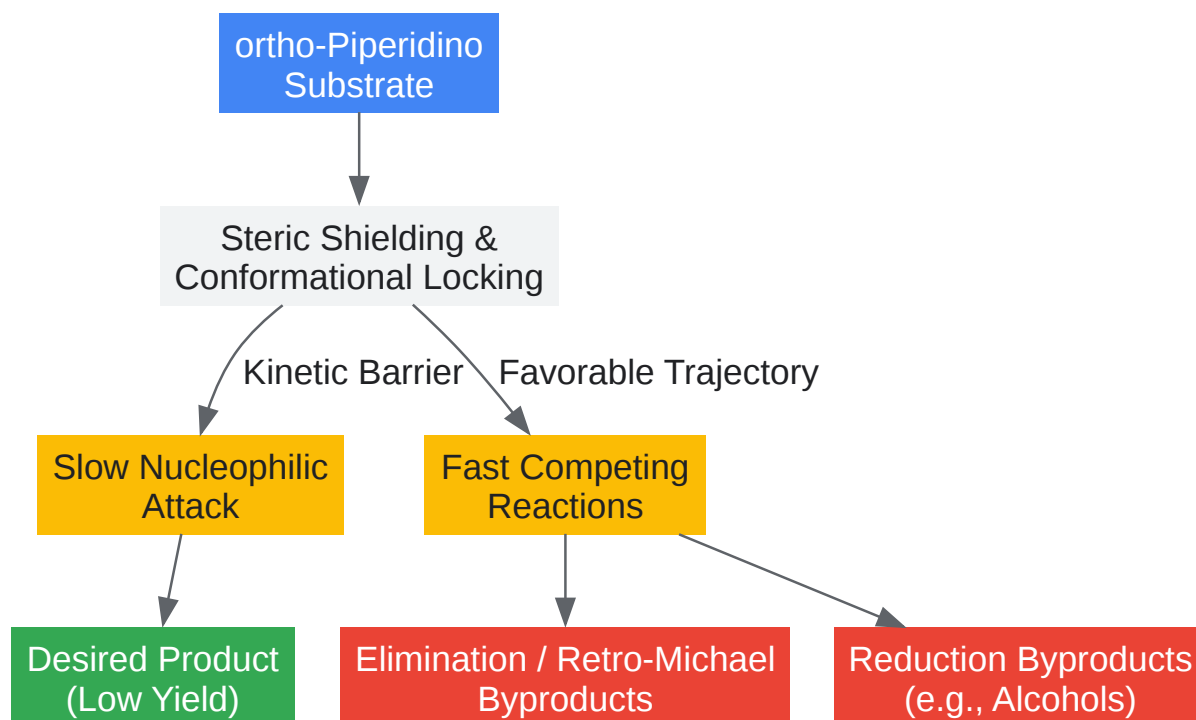 ortho-Piperidino
Substrate
Steric Shielding &
Conformational Locking
Kinetic Barrier
Favorable Trajectory
Slow Nucleophilic
Attack
Fast Competing
Reactions
Desired Product
(Low Yield)
Elimination / Retro-Michael
Byproducts
Reduction Byproducts
(e.g., Alcohols)